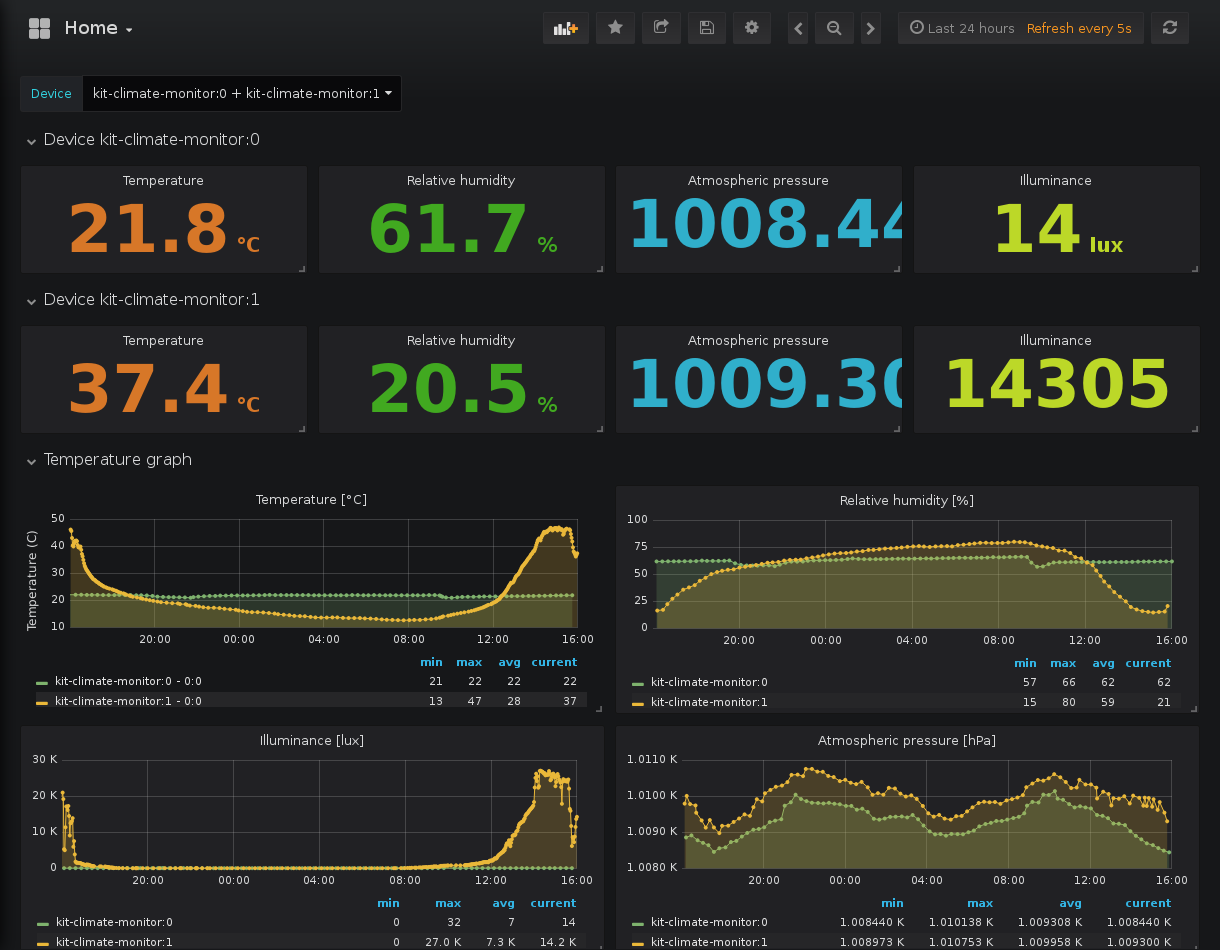 Home
Last 24 hours Refresh every 5s
Device kit-climate-monitor:0 + kit-climate-monitor:1
Device kit-climate-monitor:0
Temperature Relative humidity Atmospheric pressure Illuminance
21.8 °C 61.7 % 1008.44 14 lux
Device kit-climate-monitor:1
Temperature Relative humidity Atmospheric pressure Illuminance
37.4 °C 20.5 % 1009.30 14305
Temperature graph
Temperature [°C]
Temperature (C)
50
40
30
20
10
20:00 00:00 04:00 08:00 12:00 16:00
min max avg current
kit-climate-monitor:0 - 0:0 21 22 22 22
kit-climate-monitor:1 - 0:0 13 47 28 37
Relative humidity [%]
100
75
50
25
0
20:00 00:00 04:00 08:00 12:00 16:00
min max avg current
kit-climate-monitor:0 57 66 62 62
kit-climate-monitor:1 15 80 59 21
Illuminance [lux]
30 K
20 K
10 K
0
20:00 00:00 04:00 08:00 12:00 16:00
min max avg current
kit-climate-monitor:0 0 32 7 14
kit-climate-monitor:1 0 27.0 K 7.3 K 14.2 K
Atmospheric pressure [hPa]
1.0110 K
1.0100 K
1.0090 K
1.0080 K
20:00 00:00 04:00 08:00 12:00 16:00
min max avg current
kit-climate-monitor:0 1.008440 K 1.010138 K 1.009308 K 1.008440 K
kit-climate-monitor:1 1.008973 K 1.010753 K 1.009958 K 1.009300 K